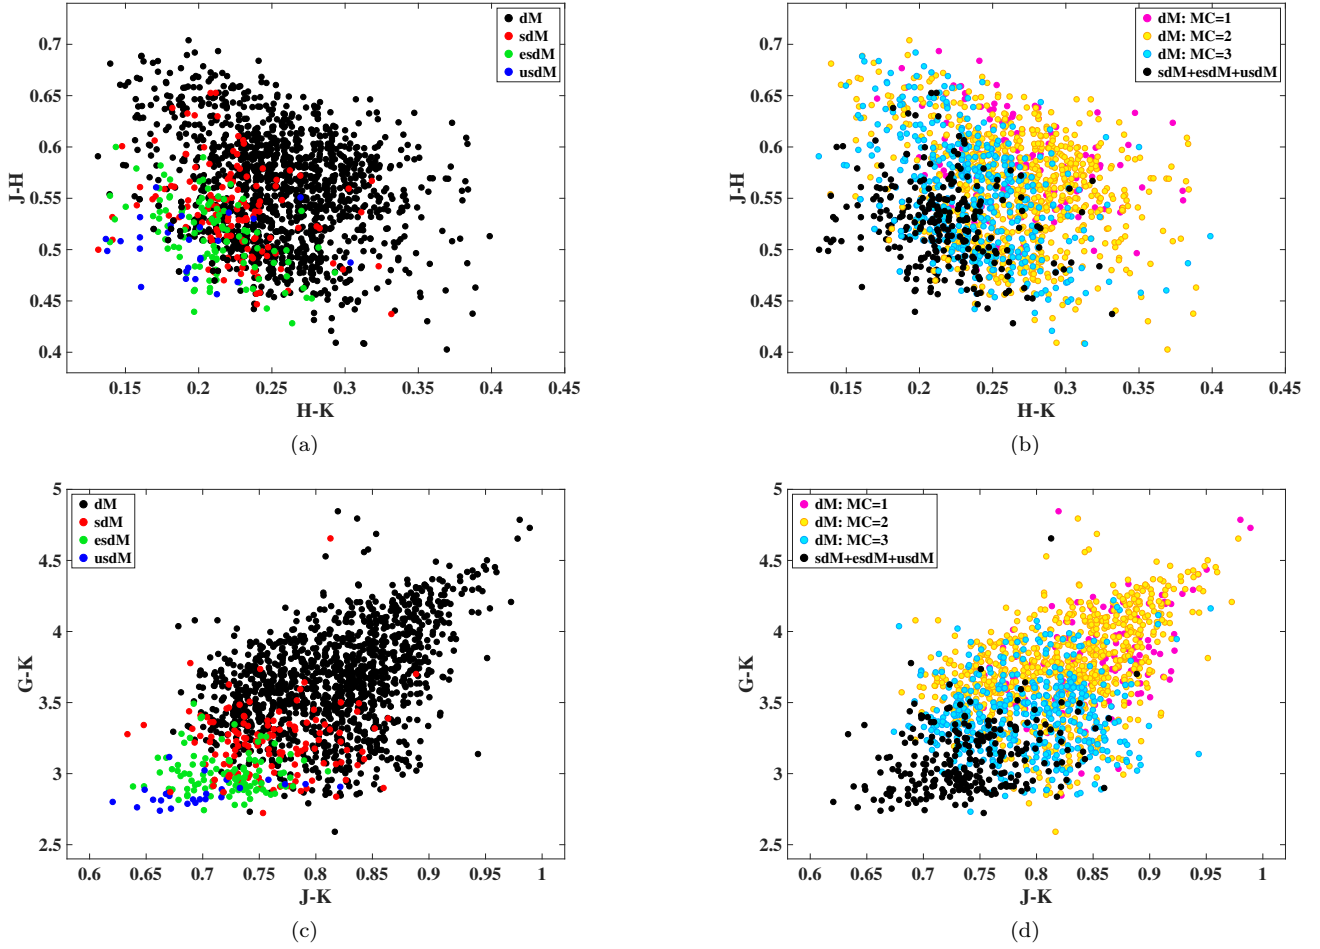 0.7
0.65
0.6
0.55
0.5
0.45
0.4
J-H
0.15 0.2 0.25 0.3 0.35 0.4 0.45
H-K
dM
sdM
esdM
usdM
(a)
0.7
0.65
0.6
0.55
0.5
0.45
0.4
J-H
0.15 0.2 0.25 0.3 0.35 0.4 0.45
H-K
dM: MC=1
dM: MC=2
dM: MC=3
sdM+esdM+usdM
(b)
5
4.5
4
3.5
3
2.5
G-K
0.6 0.65 0.7 0.75 0.8 0.85 0.9 0.95 1
J-K
dM
sdM
esdM
usdM
(c)
5
4.5
4
3.5
3
2.5
G-K
0.6 0.65 0.7 0.75 0.8 0.85 0.9 0.95 1
J-K
dM: MC=1
dM: MC=2
dM: MC=3
sdM+esdM+usdM
(d)